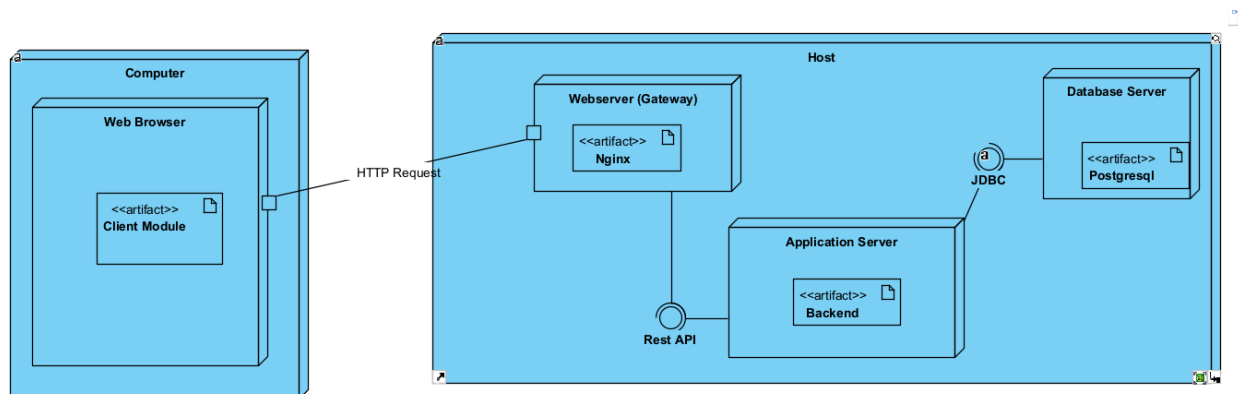 a
Computer
Web Browser
<<artifact>>
Client Module
HTTP Request
a
Host
Webserver (Gateway)
<<artifact>>
Nginx
Rest API
Application Server
<<artifact>>
Backend
a
JDBC
Database Server
<<artifact>>
Postgresql